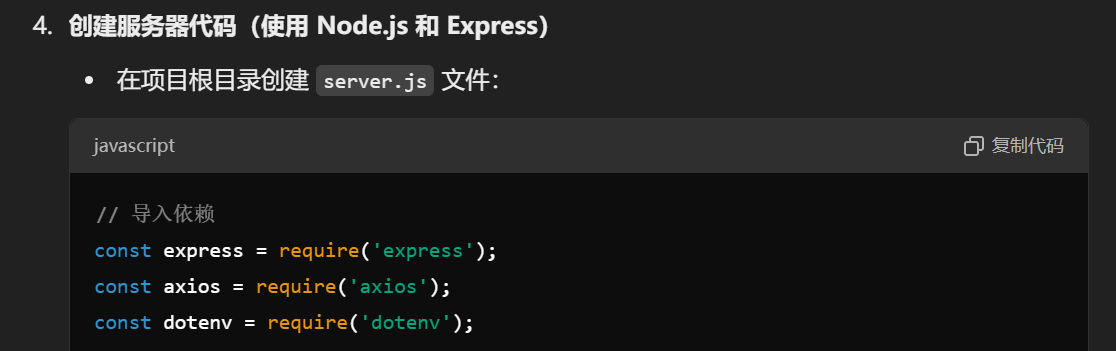 4. 创建服务器代码（使用 Node.js 和 Express）
• 在项目根目录创建 server.js 文件：
javascript 复制代码
// 导入依赖
const express = require('express');
const axios = require('axios');
const dotenv = require('dotenv');